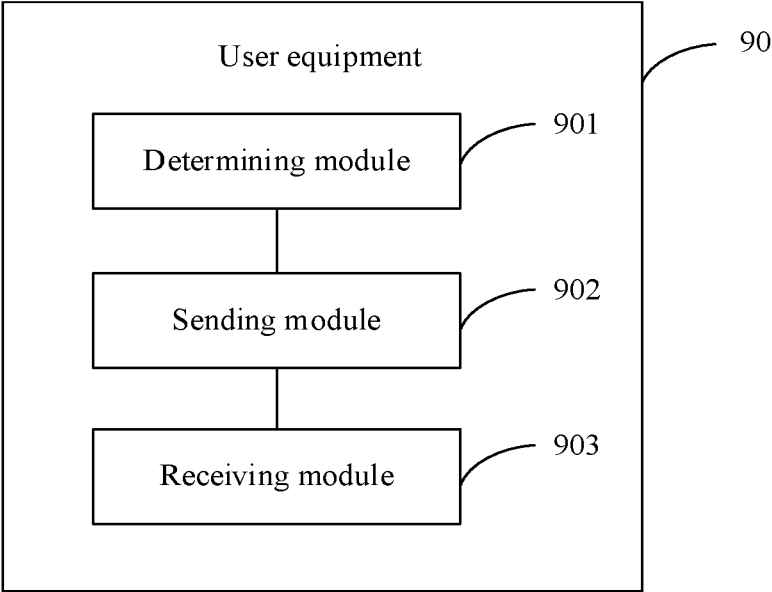 User equipment
90
Determining module
901
Sending module
902
Receiving module
903